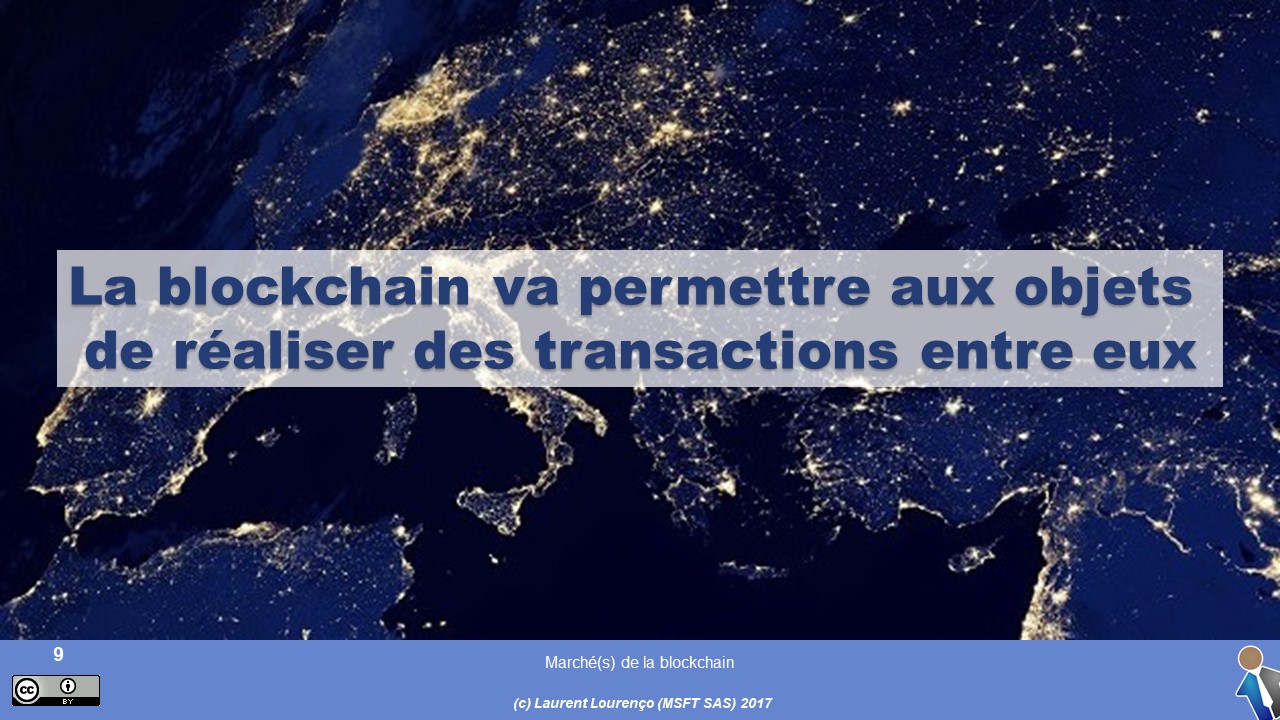 La blockchain va permettre aux objets
de réaliser des transactions entre eux
9
Marché(s) de la blockchain
cc
BY
(c) Laurent Lourenço (MSFT SAS) 2017